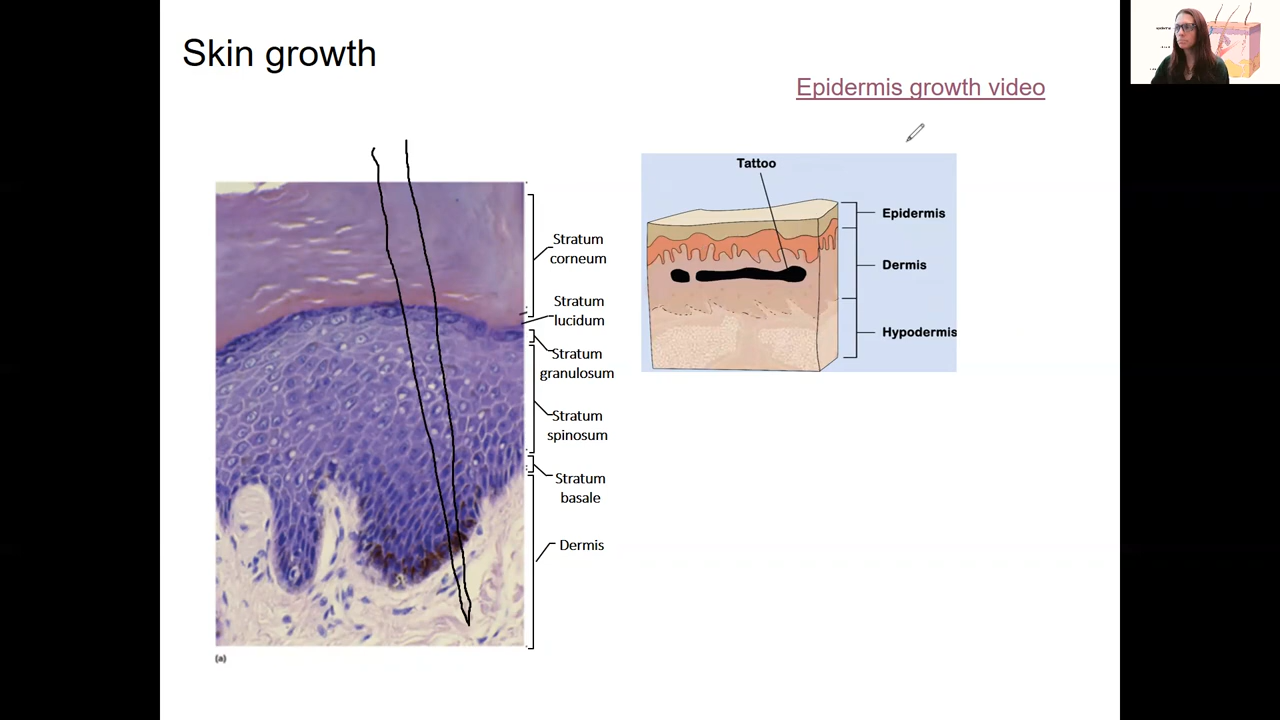 Skin growth
Epidermis growth video
Stratum
corneum
Stratum
lucidum
Stratum
granulosum
Stratum
spinosum
Stratum
basale
Dermis
(a)
Tattoo
Epidermis
Dermis
Hypodermis